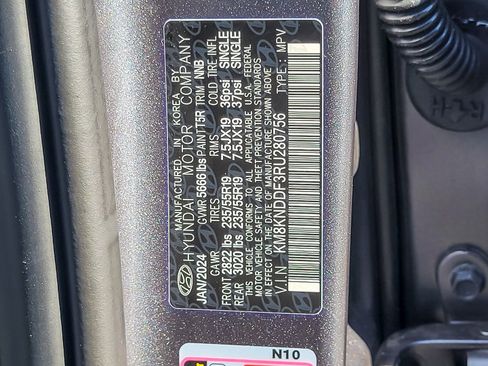 MANUFACTURED IN KOREA BY
HYUNDAI MOTOR COMPANY
JAN/2024 GVWR 5666 lbs PAINT T5R TRIM NNB
GAWR TIRES RIMS COLD TIRE INFL.
FRONT 2822 lbs 235/55R19 7.5JX19 36psi SINGLE
REAR 3020 lbs 235/55R19 7.5JX19 37psi SINGLE
THIS VEHICLE CONFORMS TO ALL APPLICABLE U.S.A. FEDERAL
MOTOR VEHICLE SAFETY AND THEFT PREVENTION STANDARDS
IN EFFECT ON THE DATE OF MANUFACTURE SHOWN ABOVE.
V.I.N : KM8KNDDF3RU280756 TYPE : MPV
N10